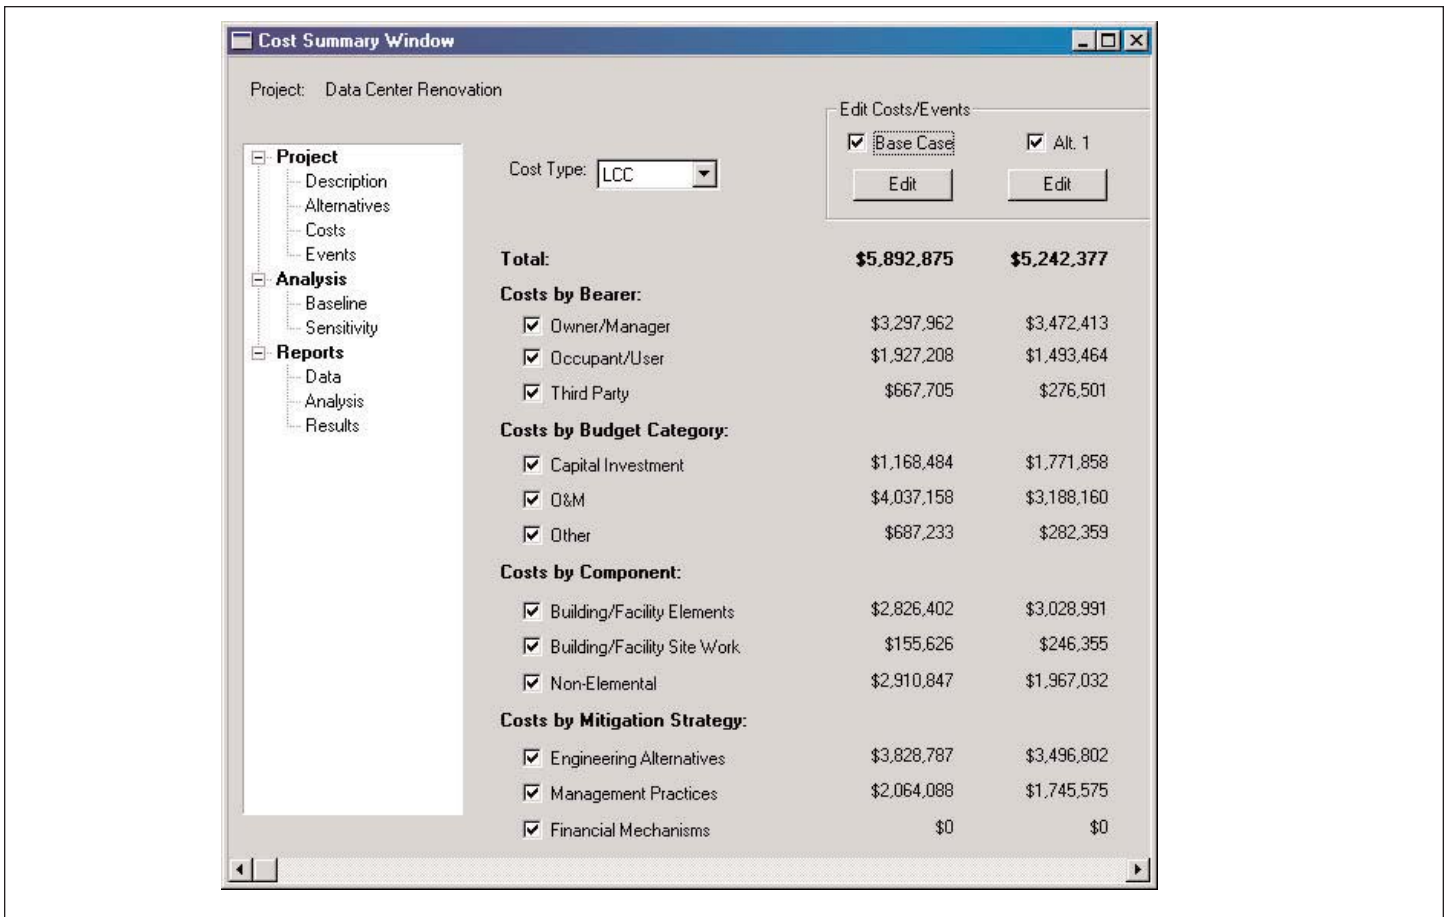 Cost Summary Window
Project: Data Center Renovation
Edit Costs/Events
Base Case Alt. 1
Cost Type: LCC
Edit Edit
Project
Description
Alternatives
Costs
Events
Analysis
Baseline
Sensitivity
Reports
Data
Analysis
Results
Total: $5,892,875 $5,242,377
Costs by Bearer:
Owner/Manager $3,297,962 $3,472,413
Occupant/User $1,927,208 $1,493,464
Third Party $667,705 $276,501
Costs by Budget Category:
Capital Investment $1,168,484 $1,771,858
O&M $4,037,158 $3,188,160
Other $687,233 $282,359
Costs by Component:
Building/Facility Elements $2,826,402 $3,028,991
Building/Facility Site Work $155,626 $246,355
Non-Elemental $2,910,847 $1,967,032
Costs by Mitigation Strategy:
Engineering Alternatives $3,828,787 $3,496,802
Management Practices $2,064,088 $1,745,575
Financial Mechanisms $0 $0